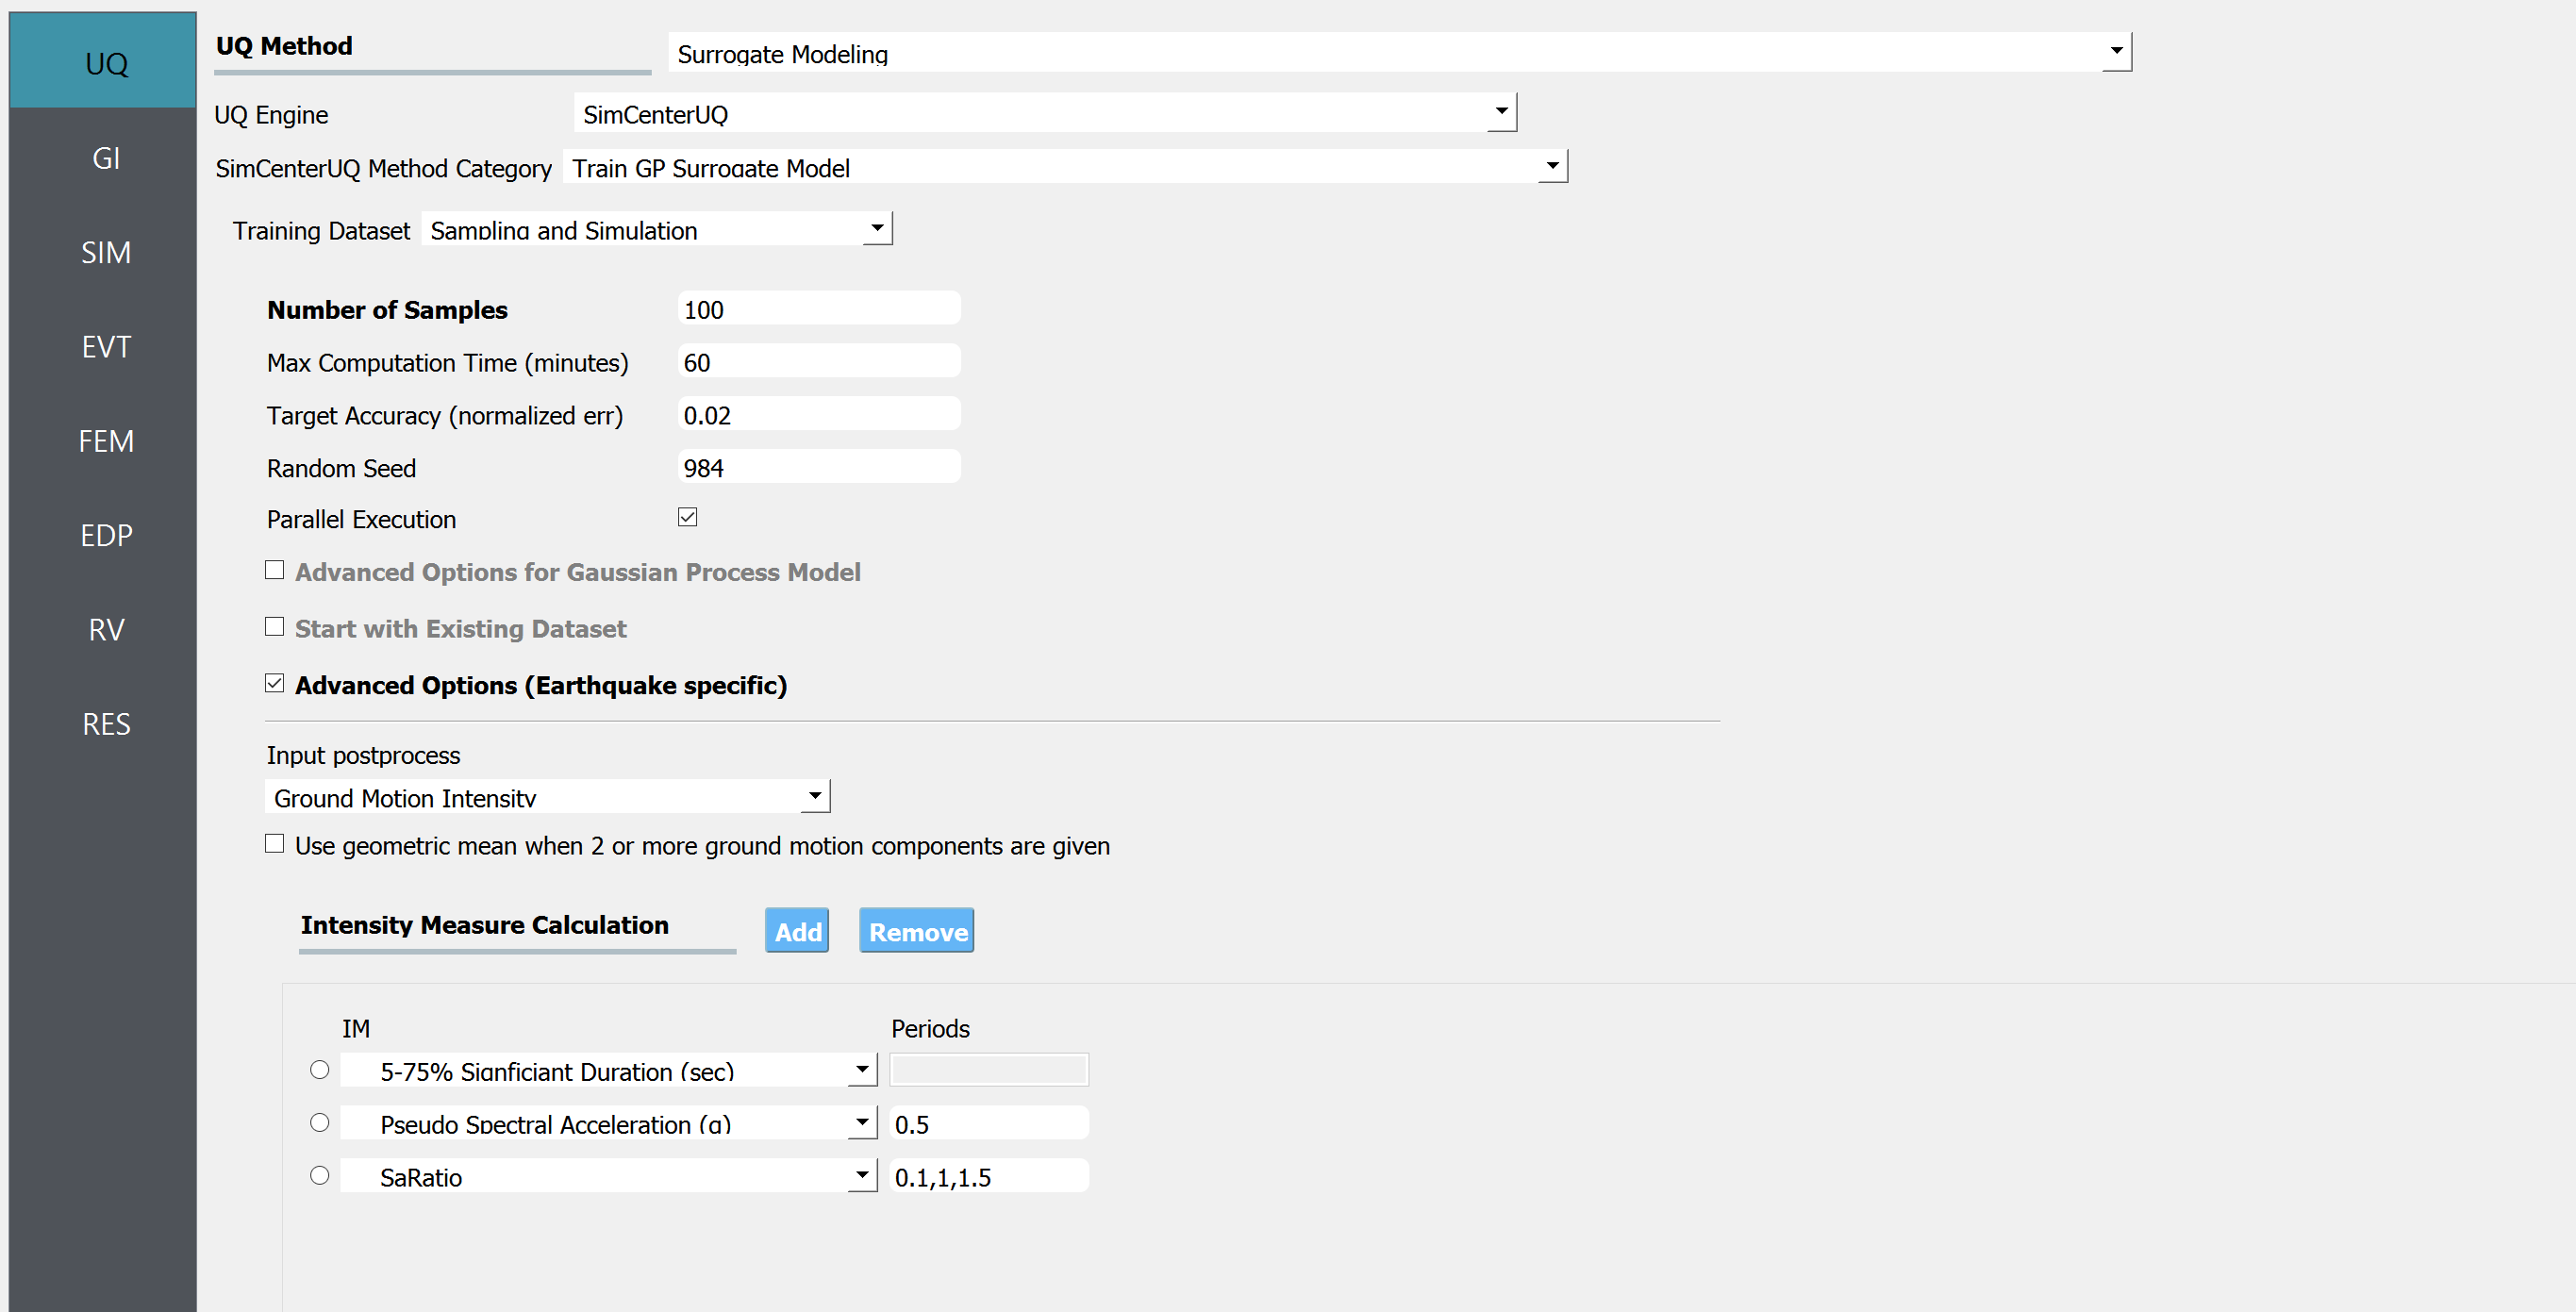 UQ
GI
SIM
EVT
FEM
EDP
RV
RES
UQ Method Surrogate Modeling
UQ Engine SimCenterUQ
SimCenterUQ Method Category Train GP Surrogate Model
Training Dataset Sampling and Simulation
Number of Samples 100
Max Computation Time (minutes) 60
Target Accuracy (normalized err) 0.02
Random Seed 984
Parallel Execution
Advanced Options for Gaussian Process Model
Start with Existing Dataset
Advanced Options (Earthquake specific)
Input postprocess
Ground Motion Intensity
Use geometric mean when 2 or more ground motion components are given
Intensity Measure Calculation Add Remove
IM Periods
5-75% Signficiant Duration (sec)
Pseudo Spectral Acceleration (g) 0.5
SaRatio 0.1,1,1.5